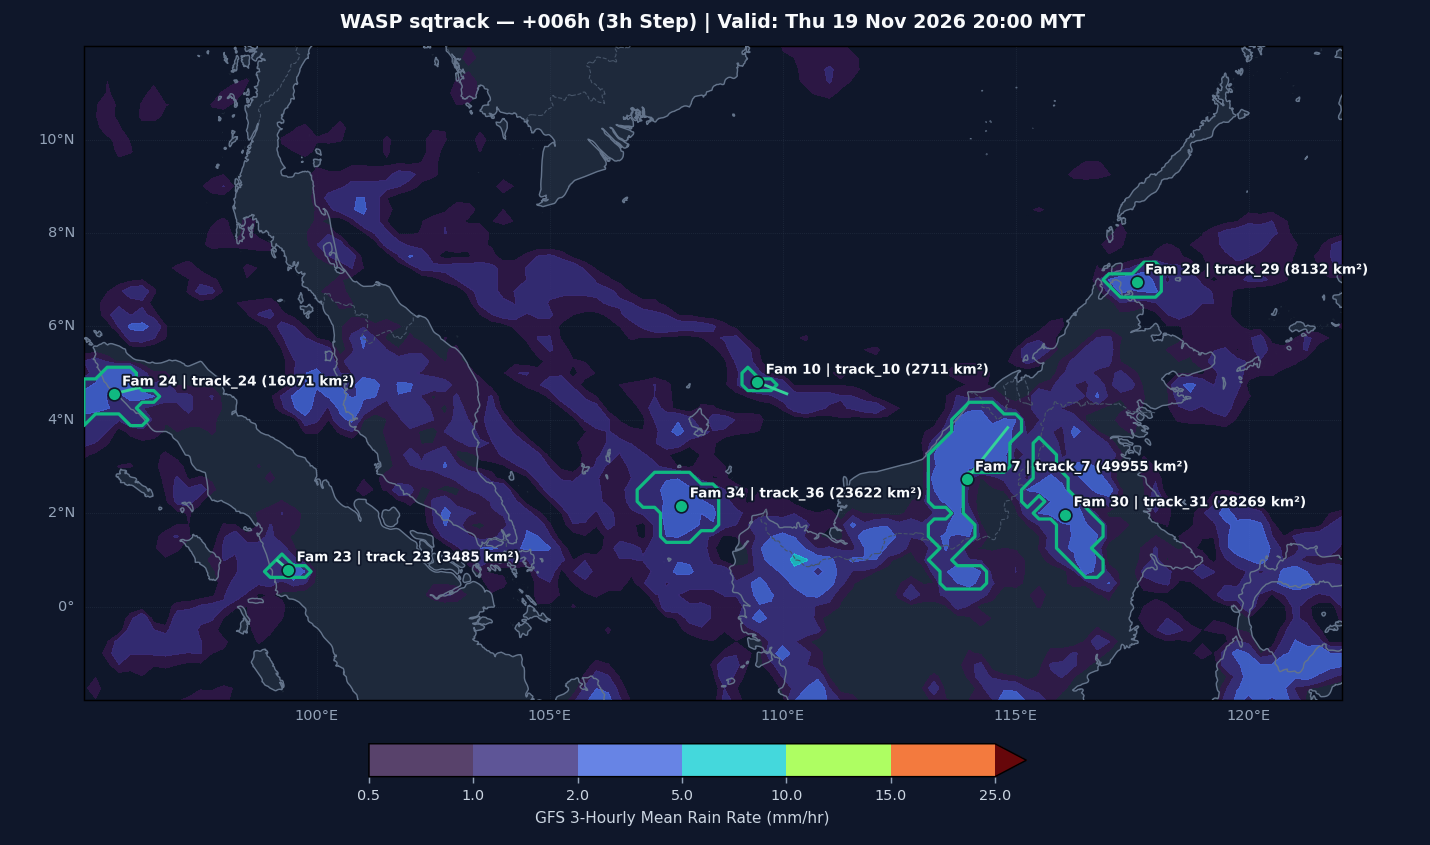 WASP sqtrack — +006h (3h Step) | Valid: Thu 19 Nov 2026 20:00 MYT
10°N
8°N
6°N
4°N
2°N
0°
Fam 28 | track_29 (8132 km²)
Fam 10 | track_10 (2711 km²)
Fam 24 | track_24 (16071 km²)
Fam 7 | track_7 (49955 km²)
Fam 34 | track_36 (23622 km²)
Fam 30 | track_31 (28269 km²)
Fam 23 | track_23 (3485 km²)
100°E 105°E 110°E 115°E 120°E
0.5 1.0 2.0 5.0 10.0 15.0 25.0
GFS 3-Hourly Mean Rain Rate (mm/hr)